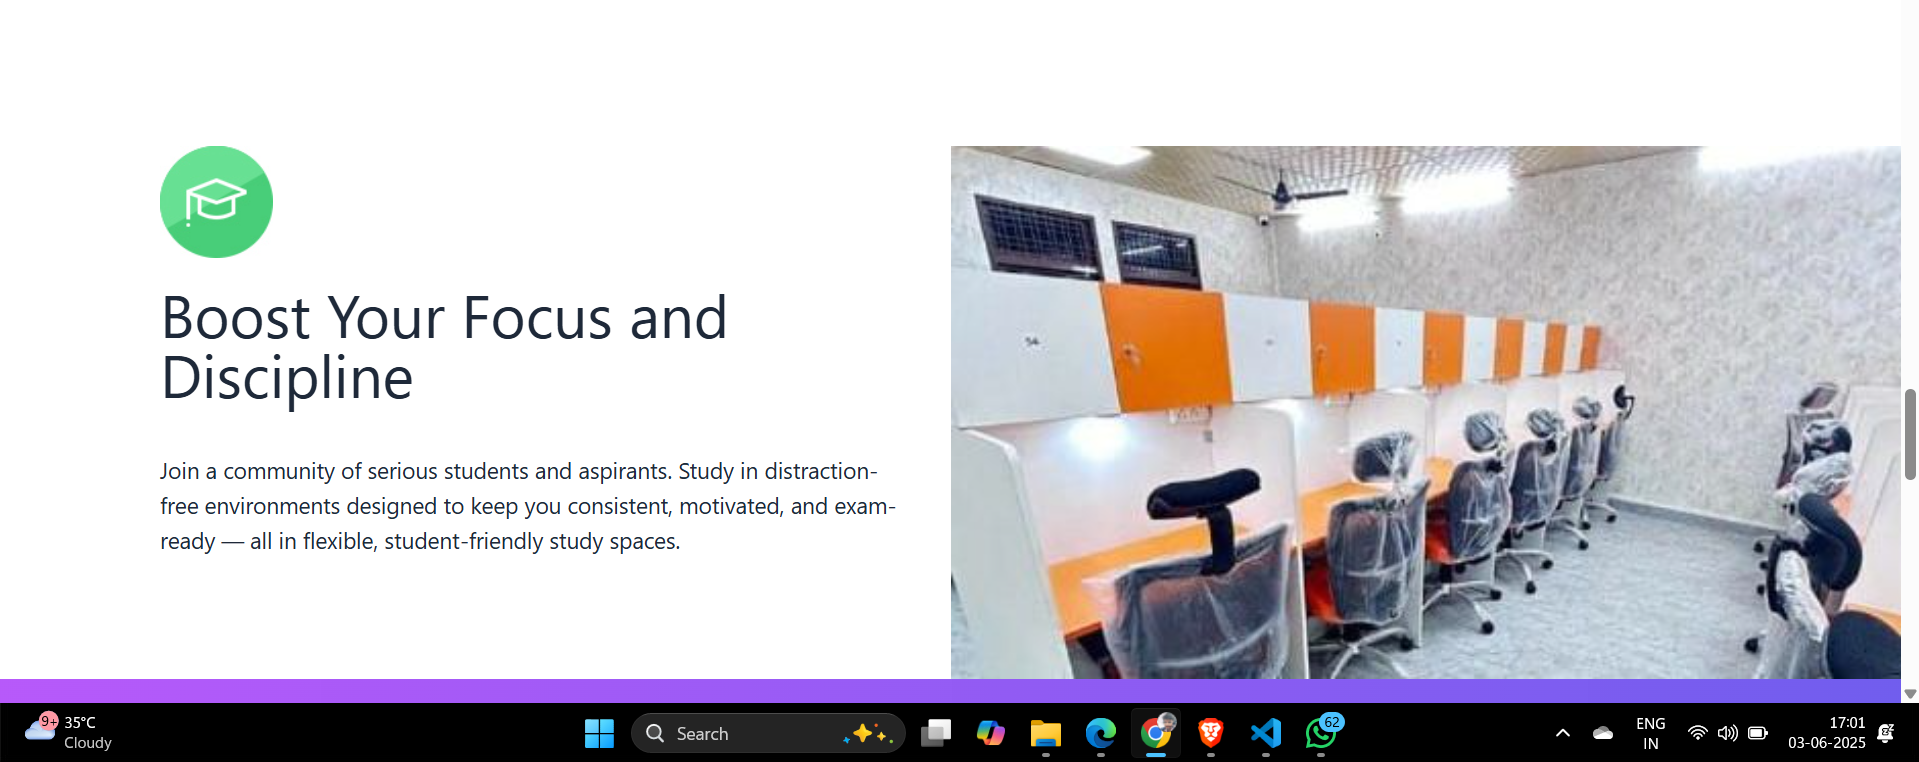 Boost Your Focus and
Discipline
Join a community of serious students and aspirants. Study in distraction-
free environments designed to keep you consistent, motivated, and exam-
ready — all in flexible, student-friendly study spaces.
9+
35°C
Cloudy
Search
62
ENG
IN
17:01
03-06-2025